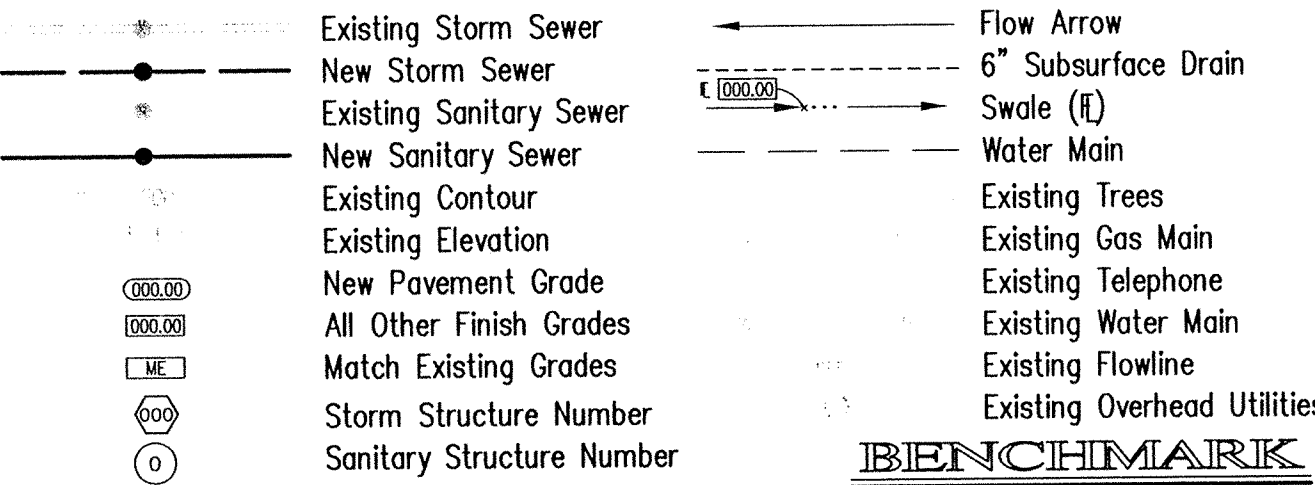 Existing Storm Sewer
New Storm Sewer
Existing Sanitary Sewer
New Sanitary Sewer
Existing Contour
Existing Elevation
000.00 New Pavement Grade
000.00 All Other Finish Grades
ME Match Existing Grades
000 Storm Structure Number
0 Sanitary Structure Number
Flow Arrow
6" Subsurface Drain
000.00 Swale (FL)
Water Main
Existing Trees
Existing Gas Main
Existing Telephone
Existing Water Main
Existing Flowline
Existing Overhead Utilities
BENCHMARK